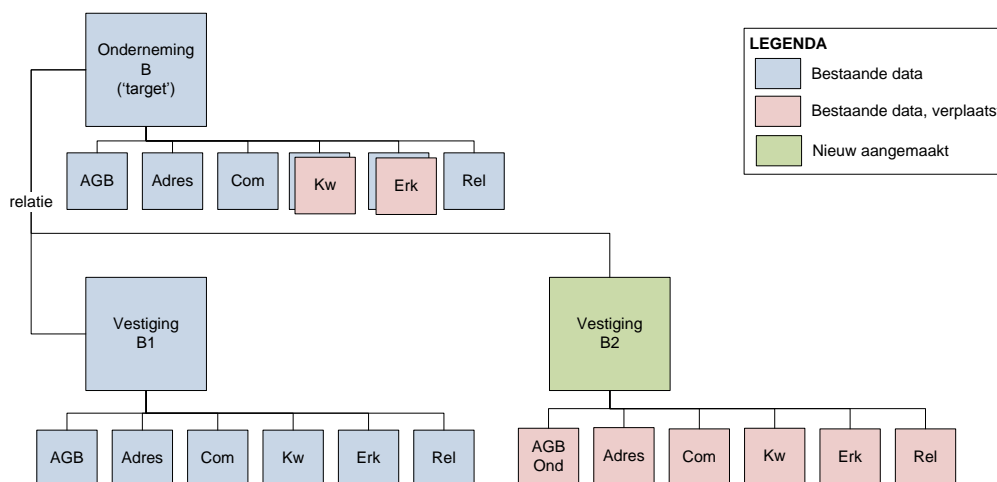 Onderneming
B
(‘target’)
LEGENDA
Bestaande data
Bestaande data, verplaats
Nieuw aangemaakt
AGB
Adres
Com
Kw
Erk
Rel
relatie
Vestiging
B1
Vestiging
B2
AGB
Adres
Com
Kw
Erk
Rel
AGB
Ond
Adres
Com
Kw
Erk
Rel